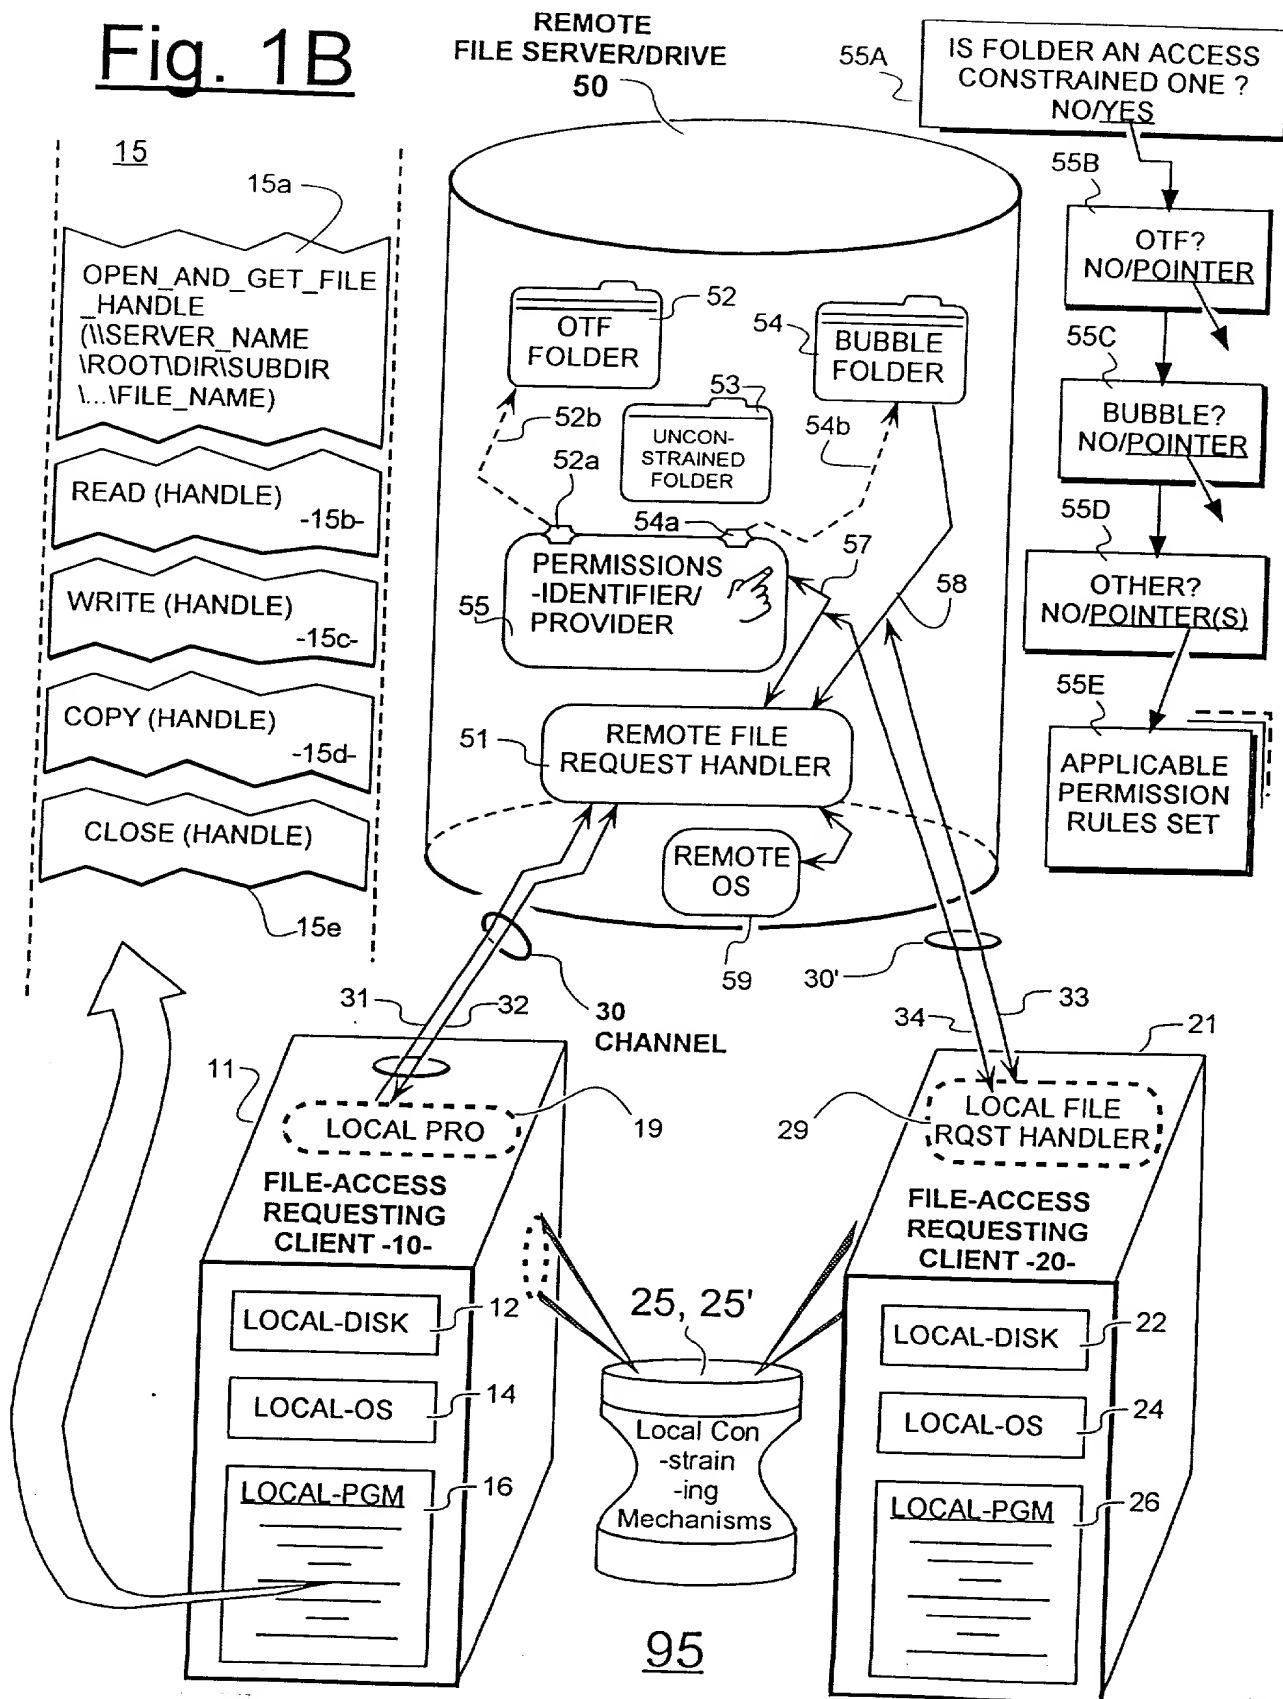 Fig. 1B
REMOTE
FILE SERVER/DRIVE
50
55A
IS FOLDER AN ACCESS
CONSTRAINED ONE ?
NO/YES
15
15a
OPEN_AND_GET_FILE
_HANDLE
(\\SERVER_NAME
\ROOT\DIR\SUBDIR
\...\FILE_NAME)
READ (HANDLE)
-15b-
WRITE (HANDLE)
-15c-
COPY (HANDLE)
-15d-
CLOSE (HANDLE)
15e
OTF
FOLDER
52
52b
52a
53
UNCON-
STRAINED
FOLDER
54
BUBBLE
FOLDER
54b
54a
55
PERMISSIONS
-IDENTIFIER/
PROVIDER
57
58
51
REMOTE FILE
REQUEST HANDLER
REMOTE
OS
59
55B
OTF?
NO/POINTER
55C
BUBBLE?
NO/POINTER
55D
OTHER?
NO/POINTER(S)
55E
APPLICABLE
PERMISSION
RULES SET
31
32
30
CHANNEL
30'
34
33
21
11
LOCAL PRO
19
FILE-ACCESS
REQUESTING
CLIENT -10-
LOCAL-DISK
12
LOCAL-OS
14
LOCAL-PGM
16
25, 25'
Local Con
-strain
-ing
Mechanisms
29
LOCAL FILE
RQST HANDLER
FILE-ACCESS
REQUESTING
CLIENT -20-
LOCAL-DISK
22
LOCAL-OS
24
LOCAL-PGM
26
95